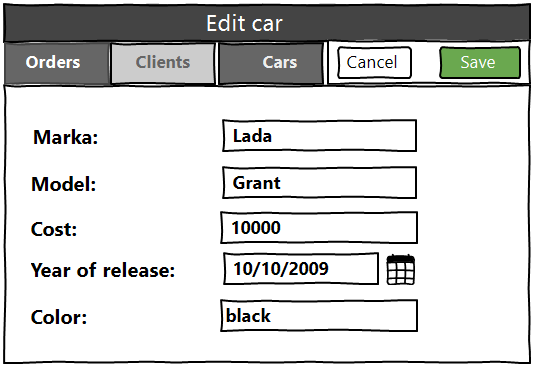 Edit car
Orders Clients Cars Cancel Save
Marka: Lada
Model: Grant
Cost: 10000
Year of release: 10/10/2009
Color: black